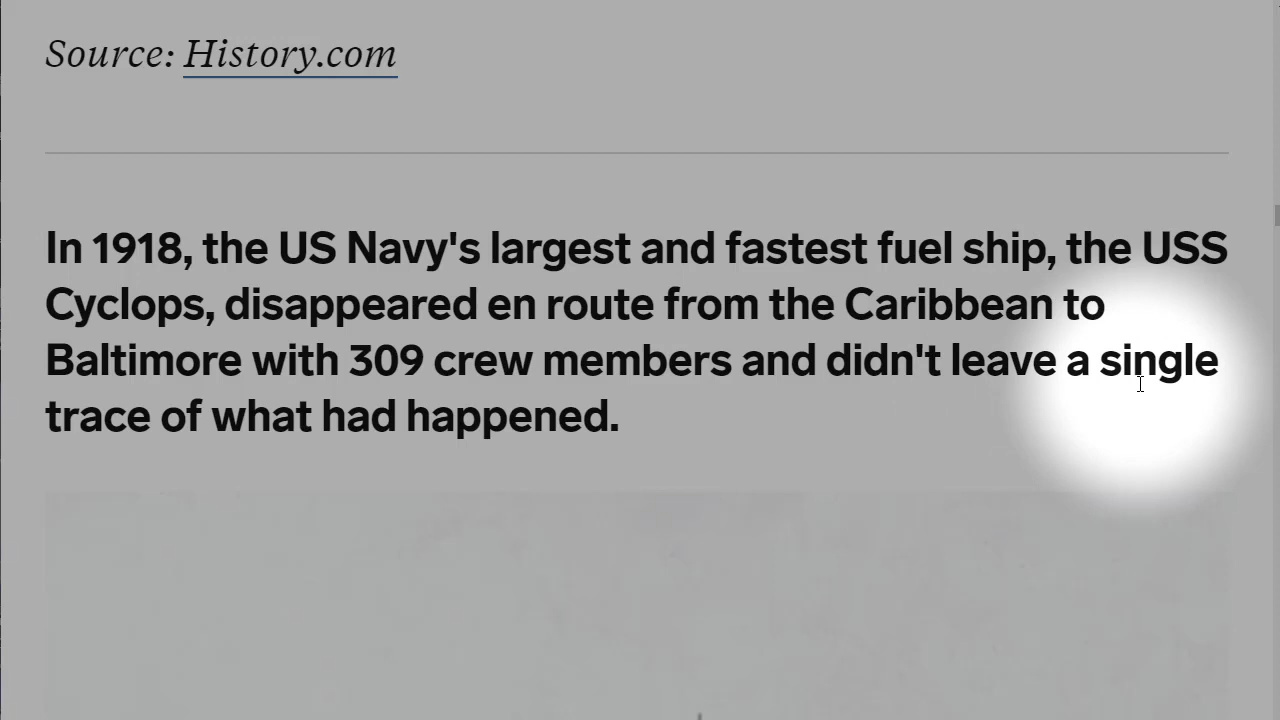 Source: History.com
In 1918, the US Navy's largest and fastest fuel ship, the USS
Cyclops, disappeared en route from the Caribbean to
Baltimore with 309 crew members and didn't leave a single
trace of what had happened.